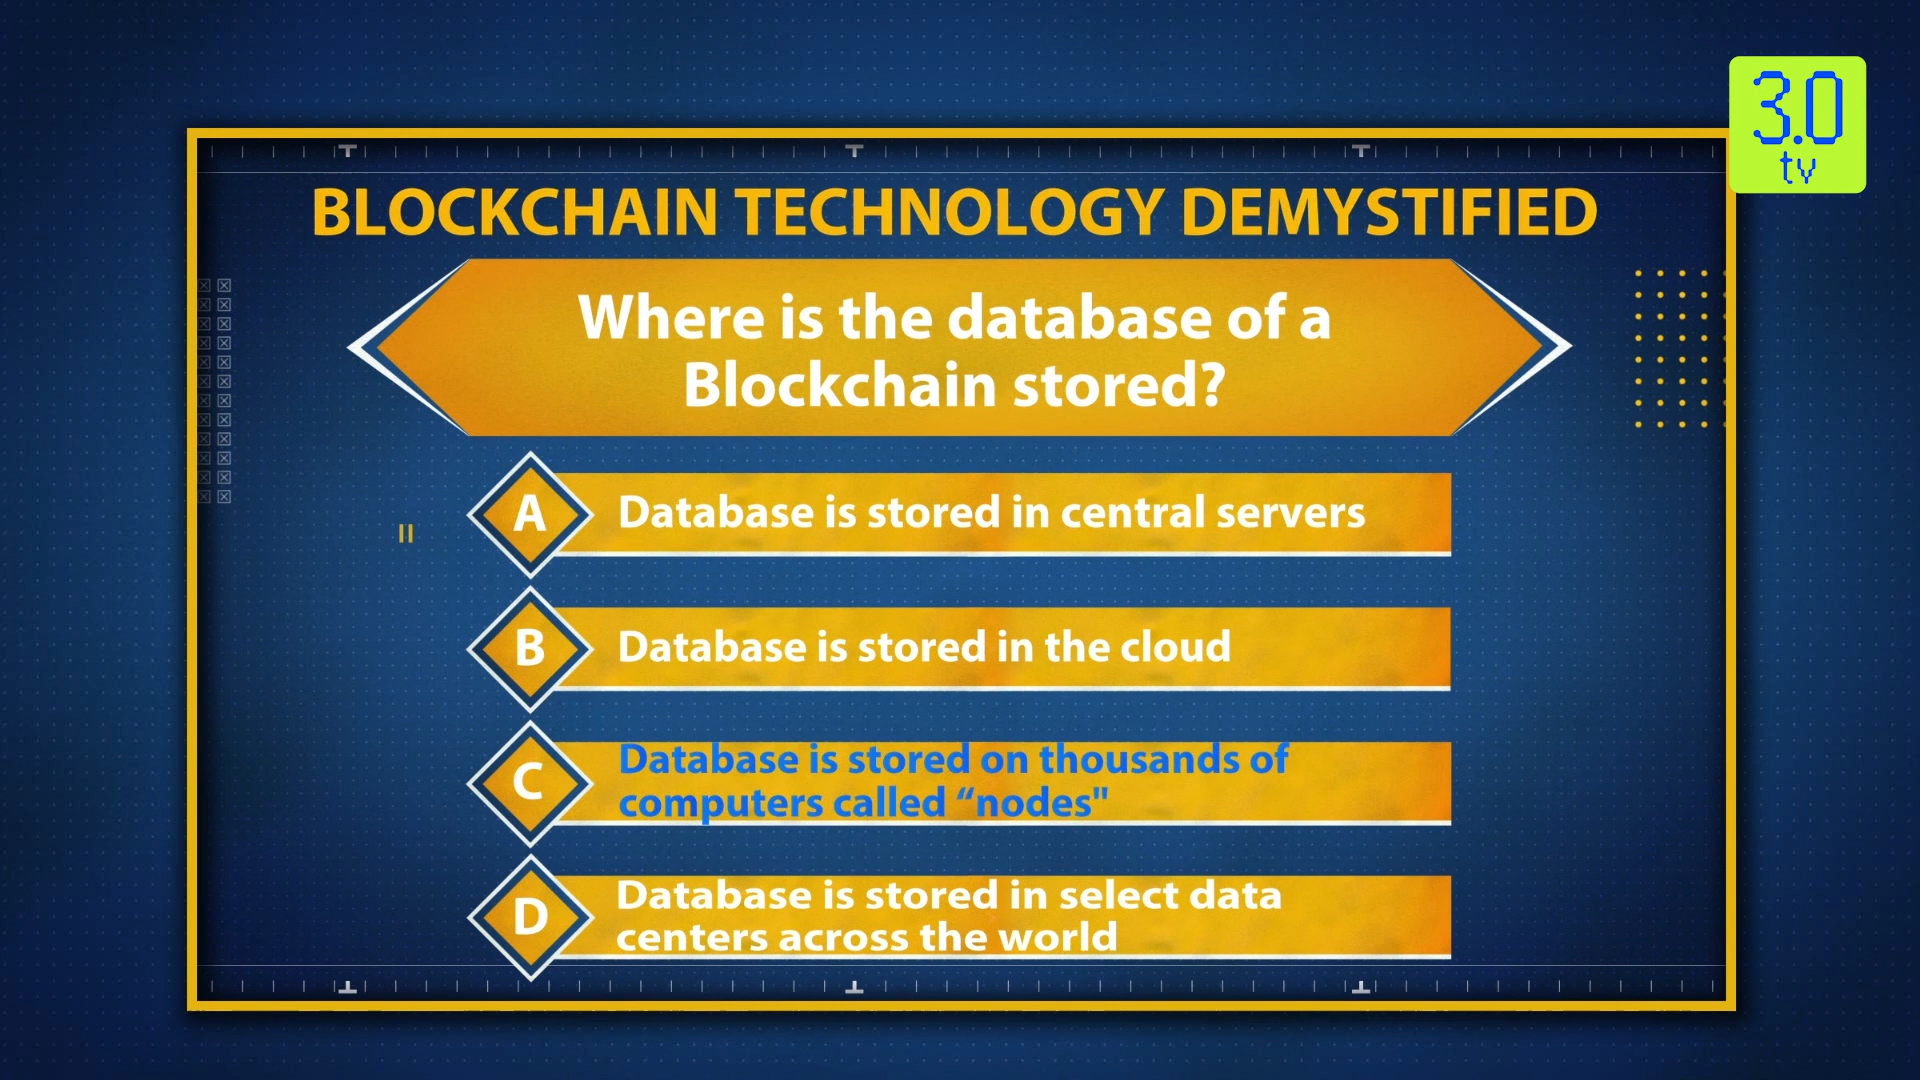 3.0
tv
BLOCKCHAIN TECHNOLOGY DEMYSTIFIED
Where is the database of a
Blockchain stored?
A Database is stored in central servers
B Database is stored in the cloud
C Database is stored on thousands of
computers called “nodes"
D Database is stored in select data
centers across the world